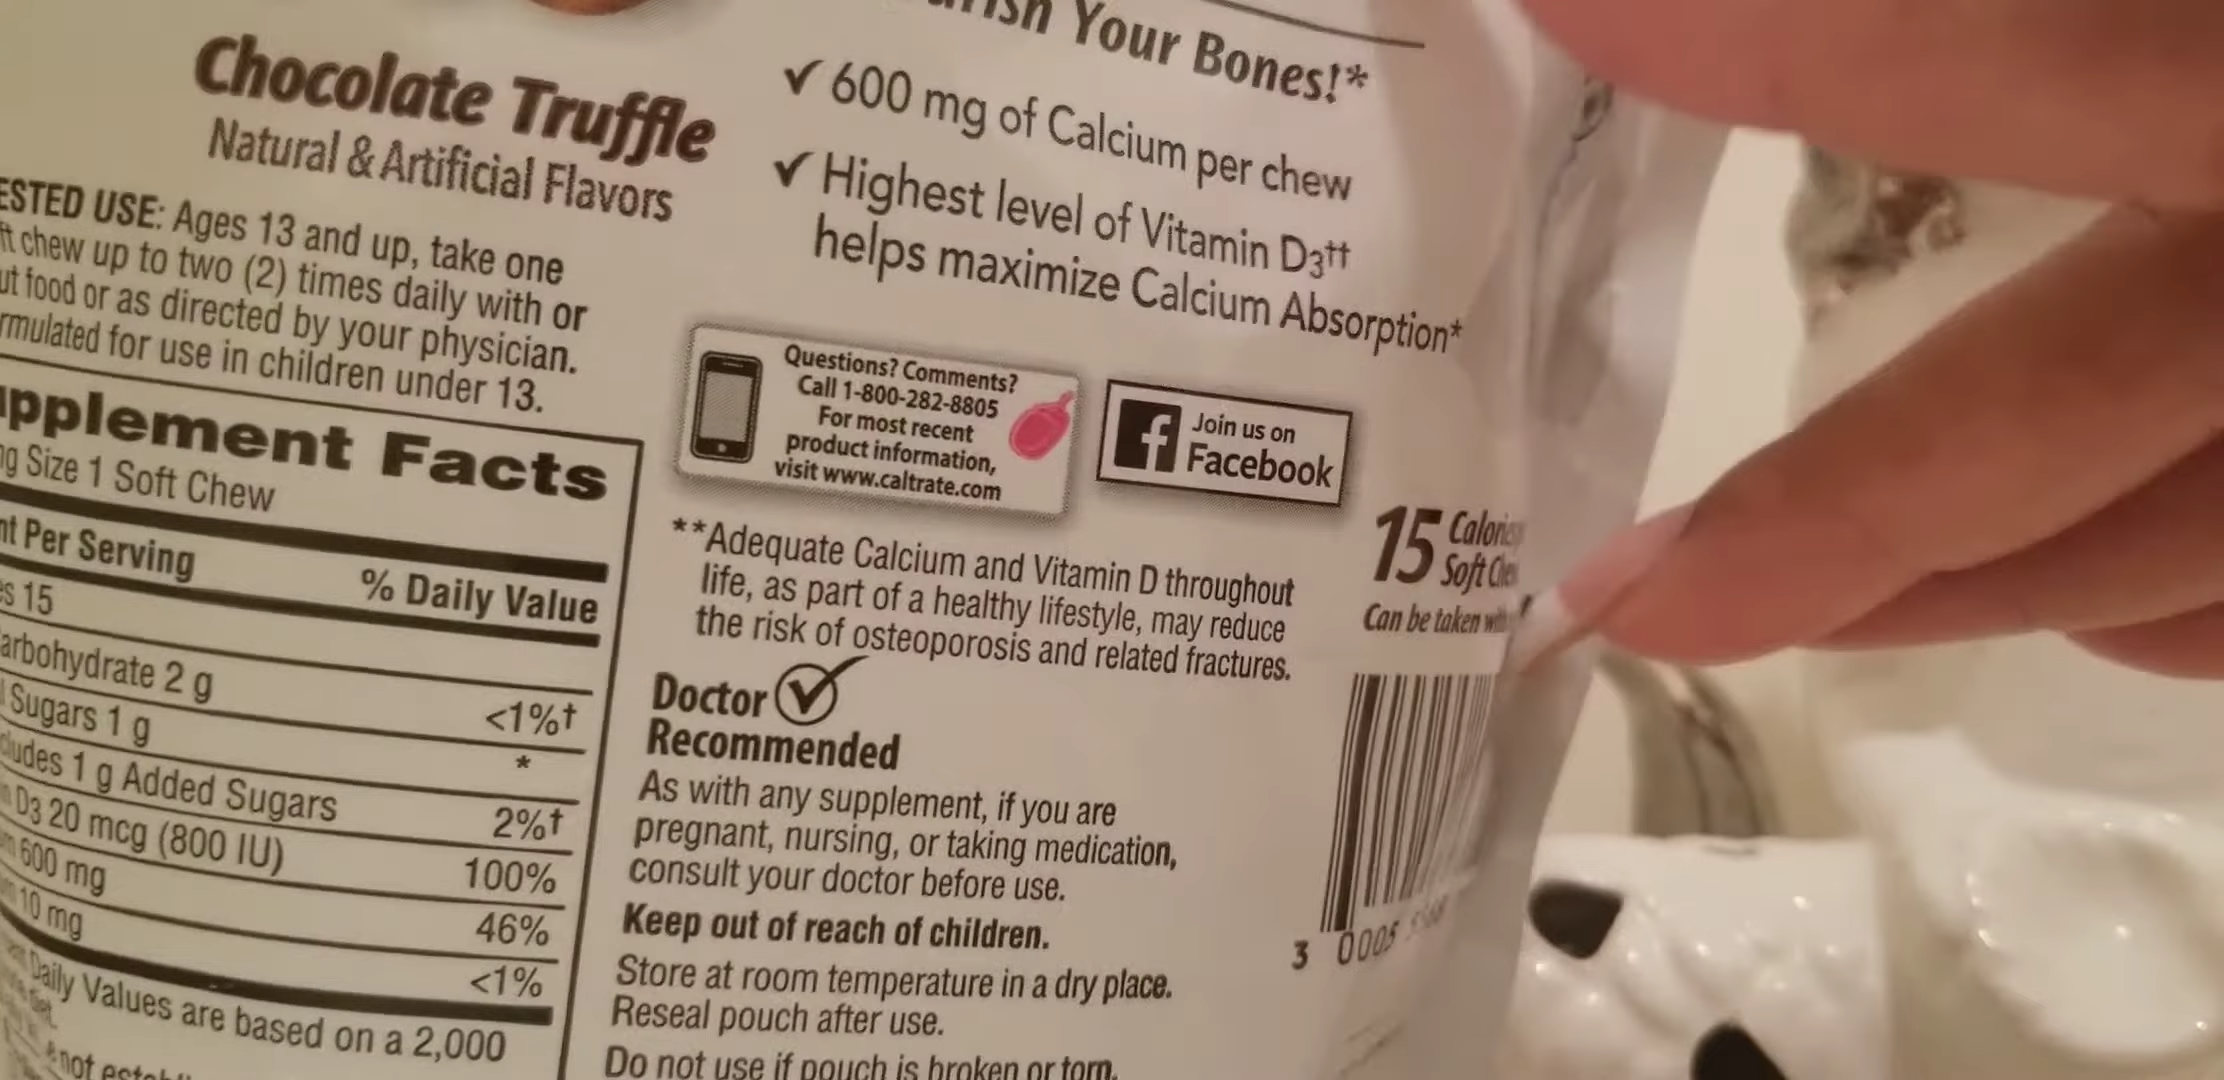 Chocolate Truffle
Natural & Artificial Flavors
USE: Ages 13 and up, take one
chew up to two (2) times daily with or
food or as directed by your physician.
for use in children under 13.
Facts
Size 1 Soft Chew
Per Serving
% Daily Value
15
2 g
<1%†
Sugars 1 g
*
1 g Added Sugars
2%†
D3 20 mcg (800 IU)
100%
600 mg
46%
10 mg
<1%
Daily Values are based on a 2,000
not
Your Bones!*
✓ 600 mg of Calcium per chew
✓ Highest level of Vitamin D3††
helps maximize Calcium Absorption*
Questions? Comments?
Call 1-800-282-8805
For most recent
product information,
visit www.caltrate.com
f
Join us on
Facebook
**Adequate Calcium and Vitamin D throughout
life, as part of a healthy lifestyle, may reduce
the risk of osteoporosis and related fractures.
15
Soft
Can be taken
Doctor ✓
Recommended
As with any supplement, if you are
pregnant, nursing, or taking medication,
consult your doctor before use.
Keep out of reach of children.
Store at room temperature in a dry place.
Reseal pouch after use.
Do not use if pouch is broken or torn.
3 0005